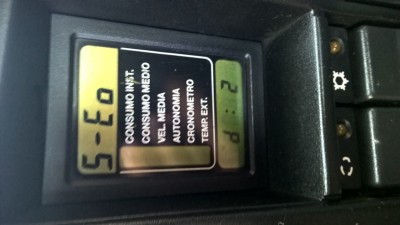 CONSUMO INST.
CONSUMO MEDIO
VEL. MEDIA
AUTONOMIA
CRONOMETRO
TEMP. EXT.